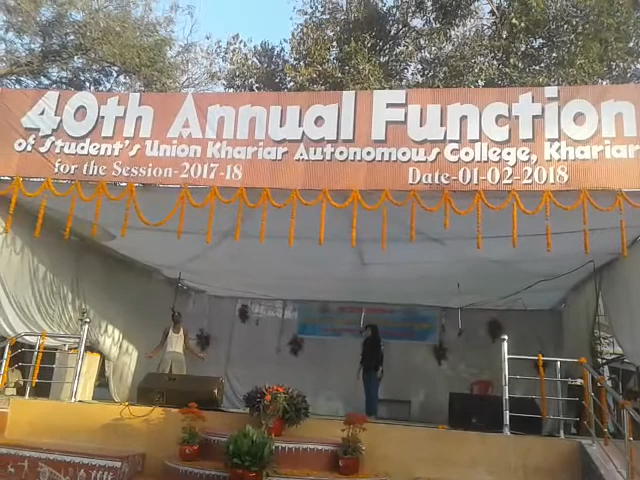 40th Annual Function
of Student's Union Khariar Autonomous College, Khariar
for the Session-2017-18 Date-01-02-2018